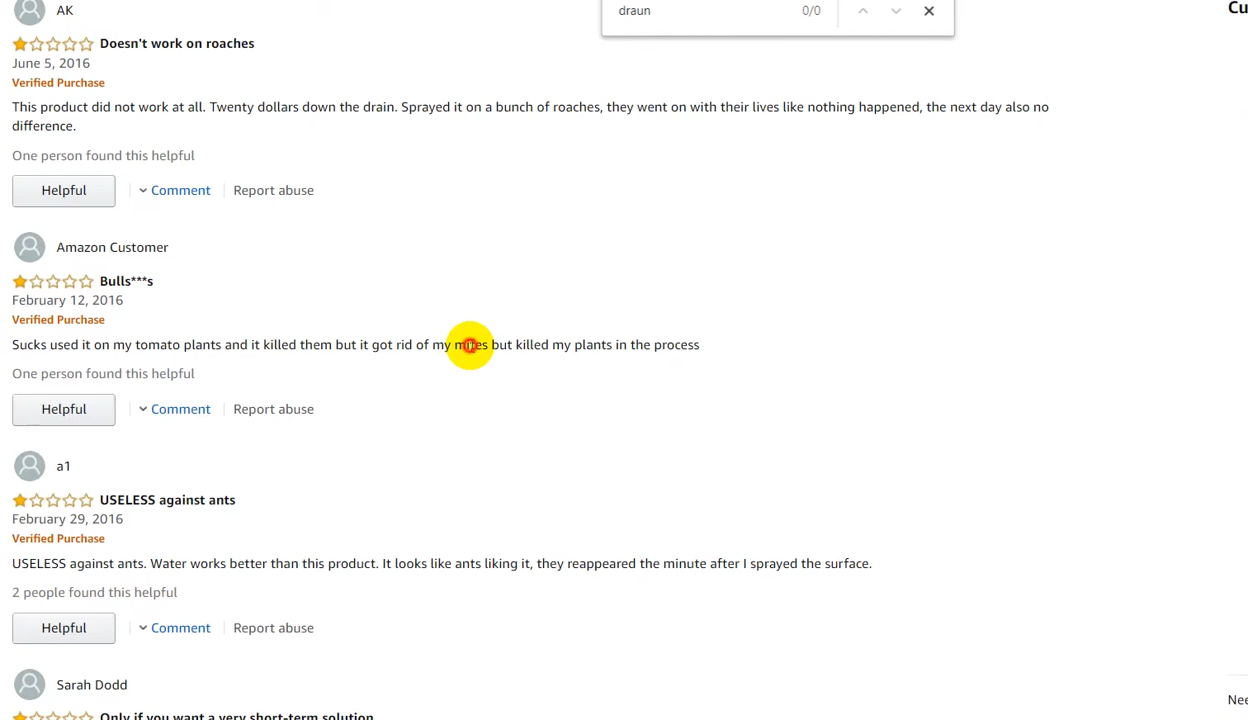 draun 0/0
Cu
AK
Doesn't work on roaches
June 5, 2016
Verified Purchase
This product did not work at all. Twenty dollars down the drain. Sprayed it on a bunch of roaches, they went on with their lives like nothing happened, the next day also no
difference.
One person found this helpful
Helpful Comment Report abuse
Amazon Customer
Bulls***s
February 12, 2016
Verified Purchase
Sucks used it on my tomato plants and it killed them but it got rid of my mites but killed my plants in the process
One person found this helpful
Helpful Comment Report abuse
a1
USELESS against ants
February 29, 2016
Verified Purchase
USELESS against ants. Water works better than this product. It looks like ants liking it, they reappeared the minute after I sprayed the surface.
2 people found this helpful
Helpful Comment Report abuse
Sarah Dodd
Nee
Only if you want a very short-term solution